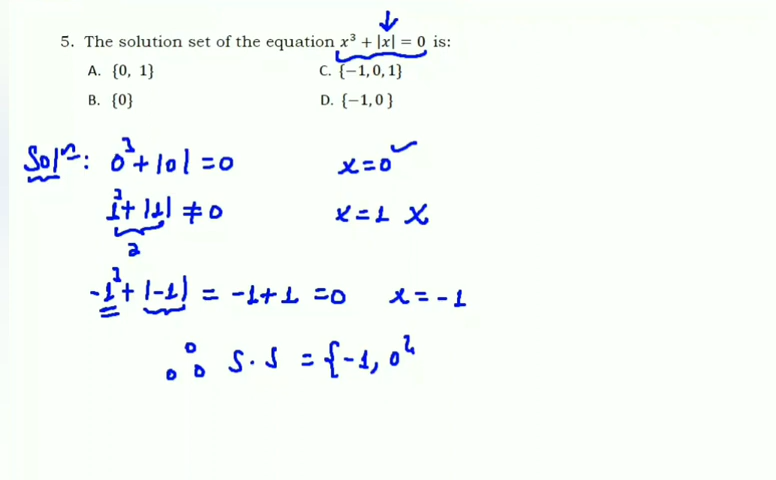 5. The solution set of the equation x³ + |x| = 0 is:
A. {0, 1}
C. {−1, 0, 1}
B. {0}
D. {−1, 0 }
Solⁿ: 0³ + |0| = 0 x = 0 ✓
1³ + |1| ≠ 0 x = 1 ✗
2
-1³ + |-1| = -1 + 1 = 0 x = -1
∴ S.S = {-1, 0}